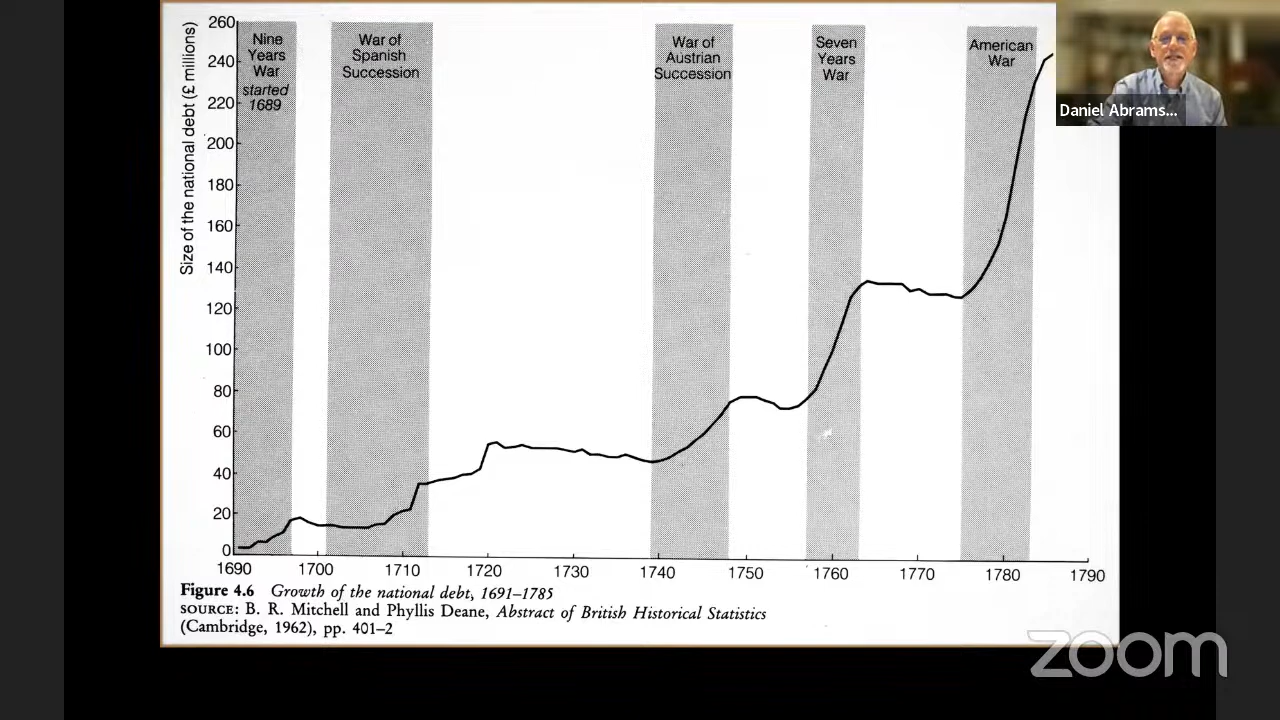 260
240
220
200
180
160
140
120
100
80
60
40
20
0
Size of the national debt (£ millions)
Nine
Years
War
started
1689
War of
Spanish
Succession
War of
Austrian
Succession
Seven
Years
War
American
War
Daniel Abrams...
1690 1700 1710 1720 1730 1740 1750 1760 1770 1780 1790
Figure 4.6 Growth of the national debt, 1691–1785
SOURCE: B. R. Mitchell and Phyllis Deane, Abstract of British Historical Statistics
(Cambridge, 1962), pp. 401–2
zoom